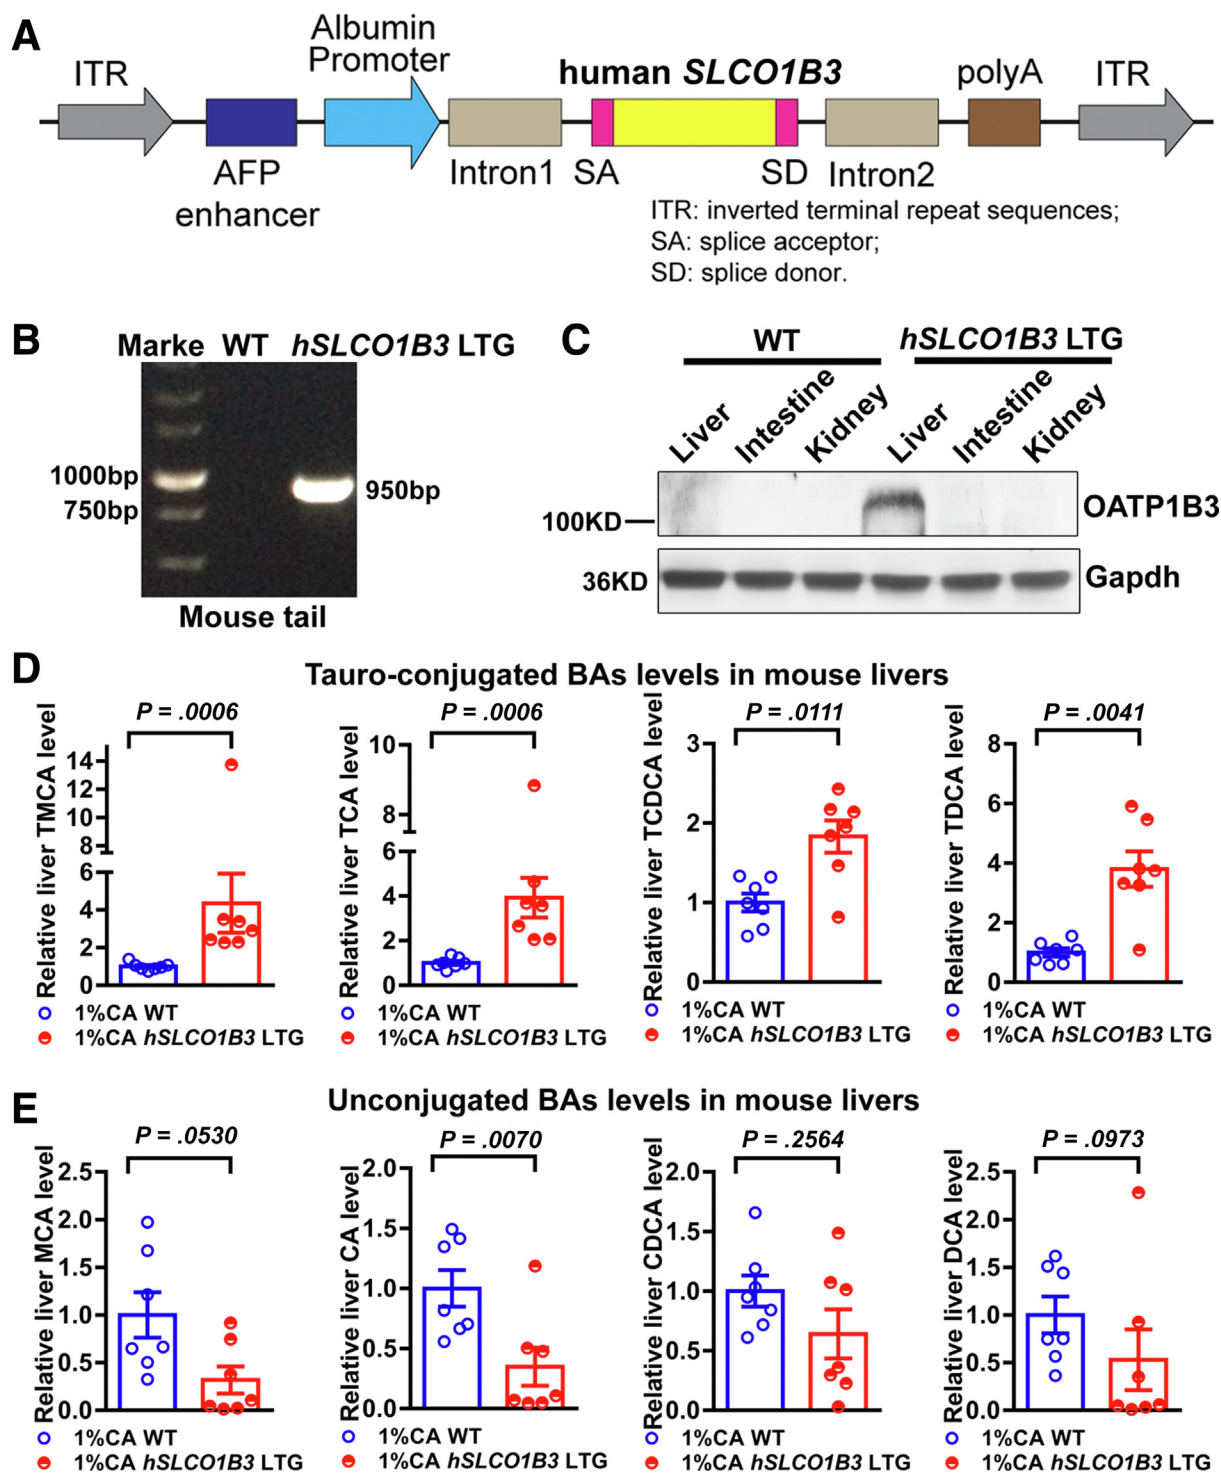 A
ITR
Albumin
Promoter
human SLCO1B3
polyA
ITR
AFP
enhancer
Intron1
SA
SD
Intron2
ITR: inverted terminal repeat sequences;
SA: splice acceptor;
SD: splice donor.
B
Marke WT hSLCO1B3 LTG
1000bp
750bp
950bp
Mouse tail
C
WT
hSLCO1B3 LTG
Liver
Intestine
Kidney
Liver
Intestine
Kidney
100KD
OATP1B3
36KD
Gapdh
D
Tauro-conjugated BAs levels in mouse livers
P = .0006
Relative liver TMCA level
14
12
10
8
6
4
2
0
1%CA WT
1%CA hSLCO1B3 LTG
P = .0006
Relative liver TCA level
10
8
6
4
2
0
1%CA WT
1%CA hSLCO1B3 LTG
P = .0111
Relative liver TCDCA level
3
2
1
0
1%CA WT
1%CA hSLCO1B3 LTG
P = .0041
Relative liver TDCA level
8
6
4
2
0
1%CA WT
1%CA hSLCO1B3 LTG
E
Unconjugated BAs levels in mouse livers
P = .0530
Relative liver MCA level
2.5
2.0
1.5
1.0
0.5
0.0
1%CA WT
1%CA hSLCO1B3 LTG
P = .0070
Relative liver CA level
2.0
1.5
1.0
0.5
0.0
1%CA WT
1%CA hSLCO1B3 LTG
P = .2564
Relative liver CDCA level
2.0
1.5
1.0
0.5
0.0
1%CA WT
1%CA hSLCO1B3 LTG
P = .0973
Relative liver DCA level
2.5
2.0
1.5
1.0
0.5
0.0
1%CA WT
1%CA hSLCO1B3 LTG